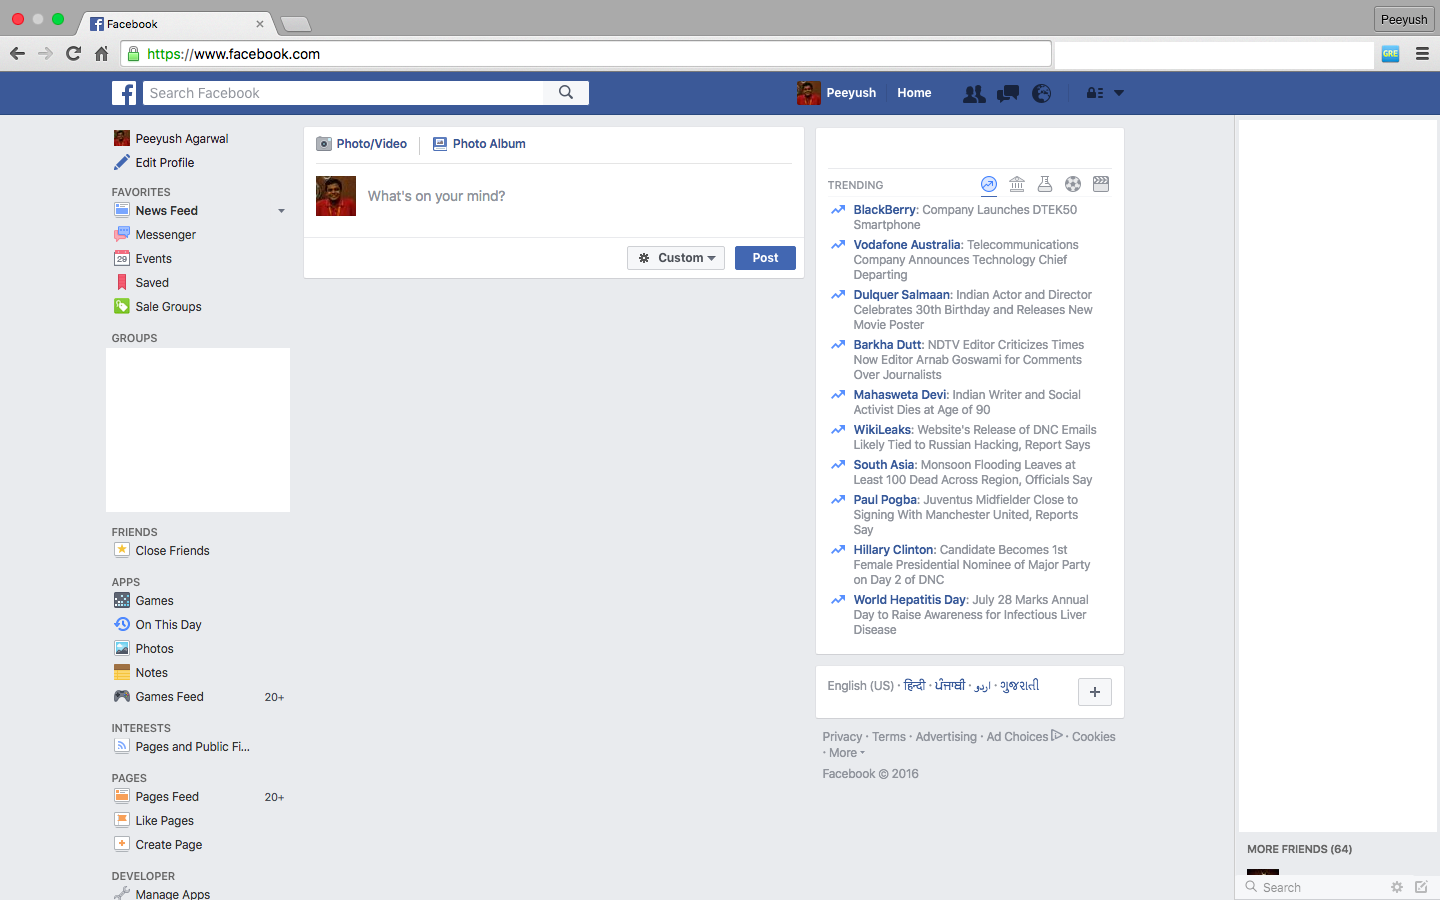 Facebook
Peeyush
https://www.facebook.com
GRE
Search Facebook
Peeyush
Home
Peeyush Agarwal
Edit Profile
FAVORITES
News Feed
Messenger
29
Events
Saved
Sale Groups
GROUPS
FRIENDS
Close Friends
APPS
Games
On This Day
Photos
Notes
Games Feed 20+
INTERESTS
Pages and Public Fi...
PAGES
Pages Feed 20+
Like Pages
Create Page
DEVELOPER
Manage Apps
Photo/Video
Photo Album
What's on your mind?
Custom
Post
TRENDING
BlackBerry: Company Launches DTEK50
Smartphone
Vodafone Australia: Telecommunications
Company Announces Technology Chief
Departing
Dulquer Salmaan: Indian Actor and Director
Celebrates 30th Birthday and Releases New
Movie Poster
Barkha Dutt: NDTV Editor Criticizes Times
Now Editor Arnab Goswami for Comments
Over Journalists
Mahasweta Devi: Indian Writer and Social
Activist Dies at Age of 90
WikiLeaks: Website's Release of DNC Emails
Likely Tied to Russian Hacking, Report Says
South Asia: Monsoon Flooding Leaves at
Least 100 Dead Across Region, Officials Say
Paul Pogba: Juventus Midfielder Close to
Signing With Manchester United, Reports
Say
Hillary Clinton: Candidate Becomes 1st
Female Presidential Nominee of Major Party
on Day 2 of DNC
World Hepatitis Day: July 28 Marks Annual
Day to Raise Awareness for Infectious Liver
Disease
English (US) · हिन्दी · ਪੰਜਾਬੀ · اردو · ગુજરાતી
Privacy · Terms · Advertising · Ad Choices · Cookies
· More
Facebook © 2016
MORE FRIENDS (64)
Search